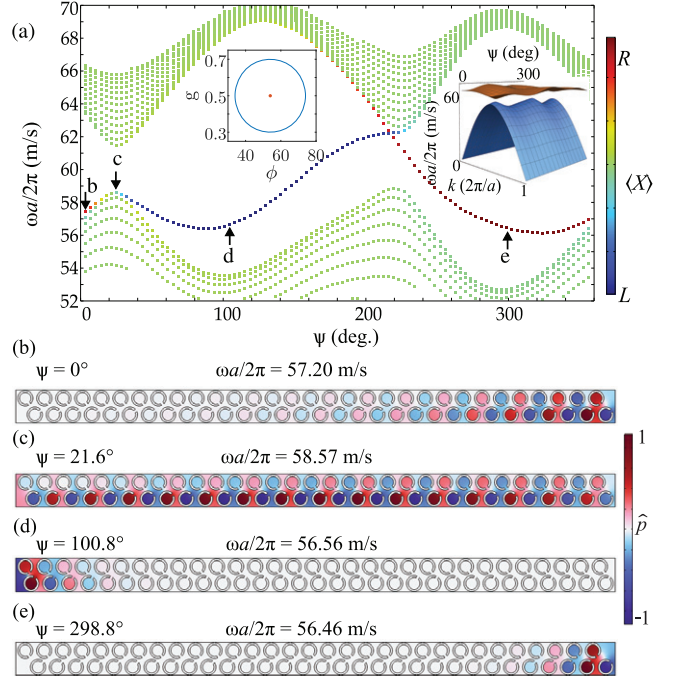 (a)
70
68
66
64
62
60
58
56
54
52
ωa/2π (m/s)
0
100
200
300
ψ (deg.)
b
c
d
e
0.7
0.5
0.3
g
40
60
80
ϕ
ψ (deg)
0
300
60
0
ωa/2π (m/s)
k (2π/a)
1
R
⟨X⟩
L
(b)
ψ = 0° ωa/2π = 57.20 m/s
(c)
ψ = 21.6° ωa/2π = 58.57 m/s
(d)
ψ = 100.8° ωa/2π = 56.56 m/s
(e)
ψ = 298.8° ωa/2π = 56.46 m/s
1
p̂
-1